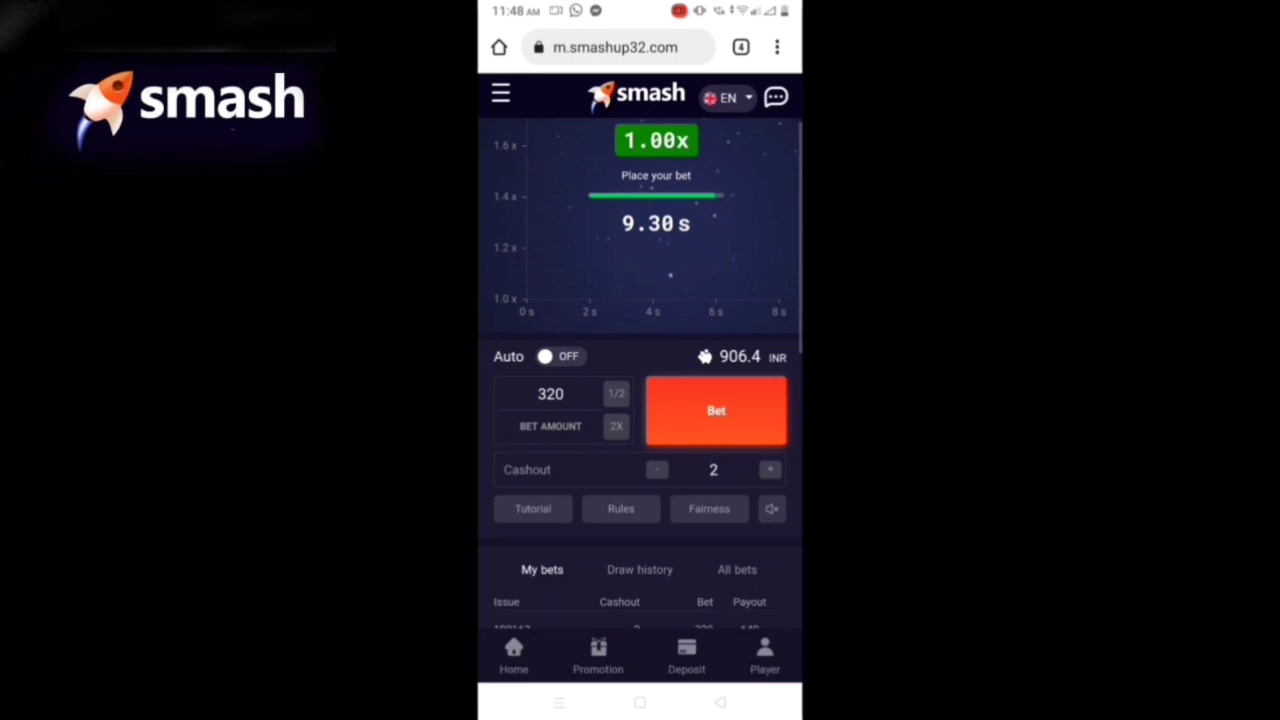 smash
11:48 AM
m.smashup32.com
4
smash
EN
1.6 x
1.00x
Place your bet
1.4 x
9.30 s
1.2 x
1.0 x
0 s 2 s 4 s 6 s 8 s
Auto OFF 906.4 INR
320 1/2
Bet
BET AMOUNT 2X
Cashout - 2 +
Tutorial Rules Fairness
My bets Draw history All bets
Issue Cashout Bet Payout
Home Promotion Deposit Player